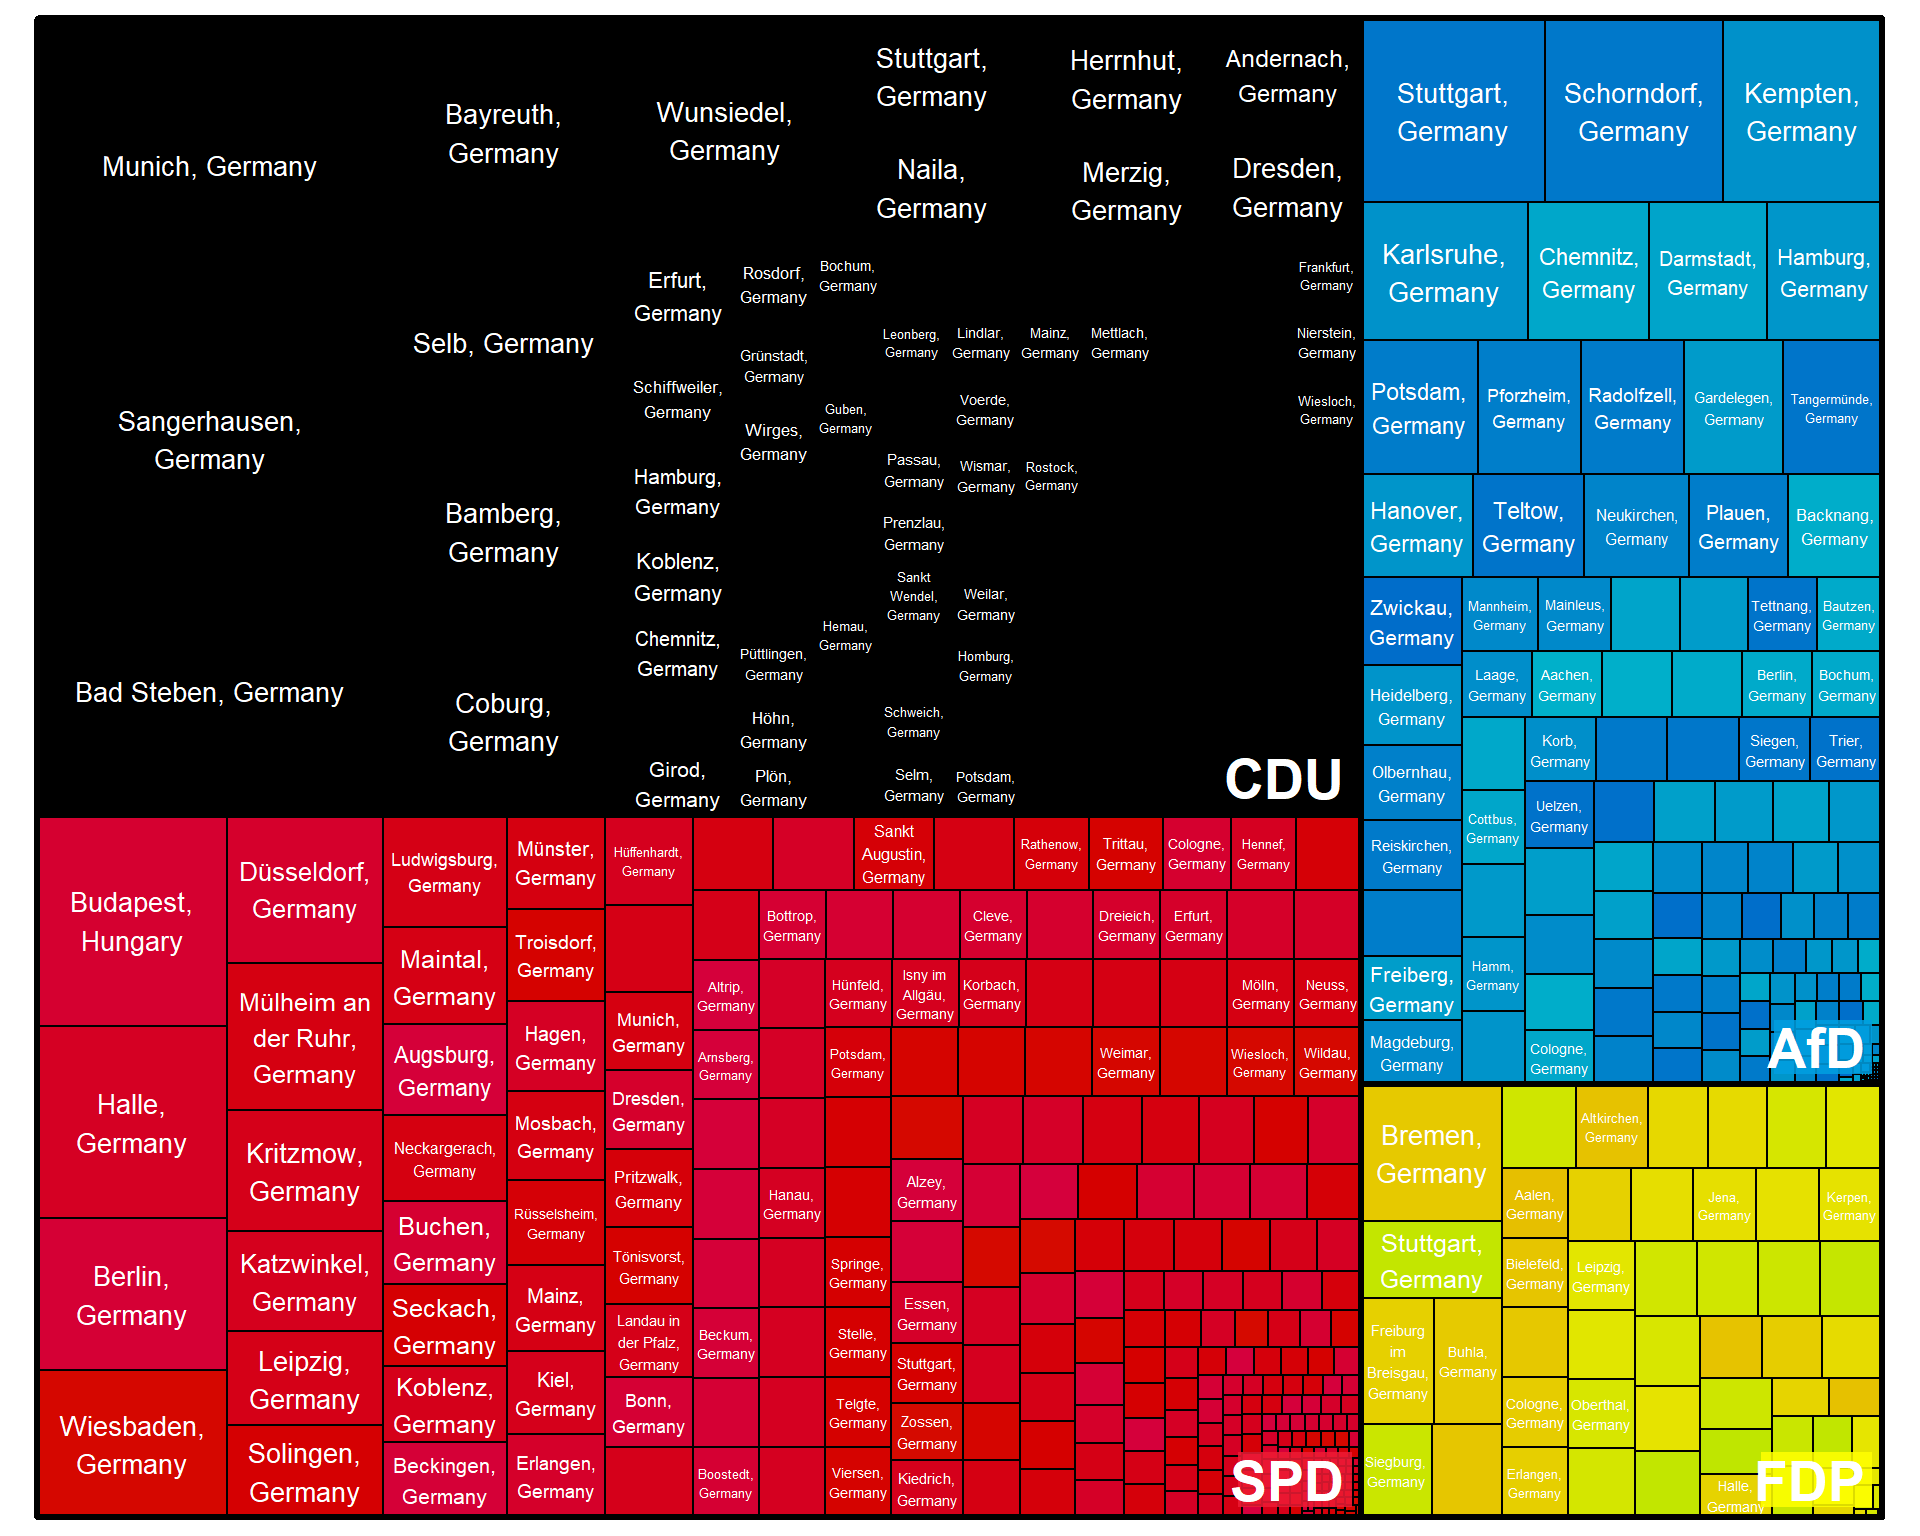 Munich, Germany
Sangerhausen,
Germany
Bad Steben, Germany
Bayreuth,
Germany
Selb, Germany
Bamberg,
Germany
Coburg,
Germany
Wunsiedel,
Germany
Stuttgart,
Germany
Naila,
Germany
Herrnhut,
Germany
Merzig,
Germany
Andernach,
Germany
Dresden,
Germany
Erfurt,
Germany
Schiffweiler,
Germany
Hamburg,
Germany
Koblenz,
Germany
Chemnitz,
Germany
Girod,
Germany
Rosdorf,
Germany
Grünstadt,
Germany
Wirges,
Germany
Püttlingen,
Germany
Höhn,
Germany
Plön,
Germany
Bochum,
Germany
Guben,
Germany
Hemau,
Germany
Leonberg,
Germany
Passau,
Germany
Prenzlau,
Germany
Sankt
Wendel,
Germany
Schweich,
Germany
Selm,
Germany
Lindlar,
Germany
Voerde,
Germany
Wismar,
Germany
Weilar,
Germany
Homburg,
Germany
Potsdam,
Germany
Mainz,
Germany
Rostock,
Germany
Mettlach,
Germany
Frankfurt,
Germany
Nierstein,
Germany
Wiesloch,
Germany
CDU
Budapest,
Hungary
Halle,
Germany
Berlin,
Germany
Wiesbaden,
Germany
Düsseldorf,
Germany
Mülheim an
der Ruhr,
Germany
Kritzmow,
Germany
Katzwinkel,
Germany
Leipzig,
Germany
Solingen,
Germany
Ludwigsburg,
Germany
Maintal,
Germany
Augsburg,
Germany
Neckargerach,
Germany
Buchen,
Germany
Seckach,
Germany
Koblenz,
Germany
Beckingen,
Germany
Münster,
Germany
Troisdorf,
Germany
Hagen,
Germany
Mosbach,
Germany
Rüsselsheim,
Germany
Mainz,
Germany
Kiel,
Germany
Erlangen,
Germany
Hüffenhardt,
Germany
Munich,
Germany
Dresden,
Germany
Pritzwalk,
Germany
Tönisvorst,
Germany
Landau in
der Pfalz,
Germany
Bonn,
Germany
Sankt
Augustin,
Germany
Rathenow,
Germany
Trittau,
Germany
Cologne,
Germany
Hennef,
Germany
Bottrop,
Germany
Cleve,
Germany
Dreieich,
Germany
Erfurt,
Germany
Altrip,
Germany
Hünfeld,
Germany
Isny im
Allgäu,
Germany
Korbach,
Germany
Mölln,
Germany
Neuss,
Germany
Arnsberg,
Germany
Potsdam,
Germany
Weimar,
Germany
Wiesloch,
Germany
Wildau,
Germany
Hanau,
Germany
Alzey,
Germany
Springe,
Germany
Essen,
Germany
Beckum,
Germany
Stelle,
Germany
Stuttgart,
Germany
Telgte,
Germany
Zossen,
Germany
Boostedt,
Germany
Viersen,
Germany
Kiedrich,
Germany
SPD
Stuttgart,
Germany
Schorndorf,
Germany
Kempten,
Germany
Karlsruhe,
Germany
Chemnitz,
Germany
Darmstadt,
Germany
Hamburg,
Germany
Potsdam,
Germany
Pforzheim,
Germany
Radolfzell,
Germany
Gardelegen,
Germany
Tangermünde,
Germany
Hanover,
Germany
Teltow,
Germany
Neukirchen,
Germany
Plauen,
Germany
Backnang,
Germany
Zwickau,
Germany
Mannheim,
Germany
Mainleus,
Germany
Tettnang,
Germany
Bautzen,
Germany
Heidelberg,
Germany
Laage,
Germany
Aachen,
Germany
Berlin,
Germany
Bochum,
Germany
Olbernhau,
Germany
Korb,
Germany
Siegen,
Germany
Trier,
Germany
Reiskirchen,
Germany
Cottbus,
Germany
Uelzen,
Germany
Freiberg,
Germany
Hamm,
Germany
Magdeburg,
Germany
Cologne,
Germany
AfD
Bremen,
Germany
Stuttgart,
Germany
Freiburg
im
Breisgau,
Germany
Buhla,
Germany
Siegburg,
Germany
Altkirchen,
Germany
Aalen,
Germany
Jena,
Germany
Kerpen,
Germany
Bielefeld,
Germany
Leipzig,
Germany
Cologne,
Germany
Oberthal,
Germany
Erlangen,
Germany
Halle,
Germany
FDP